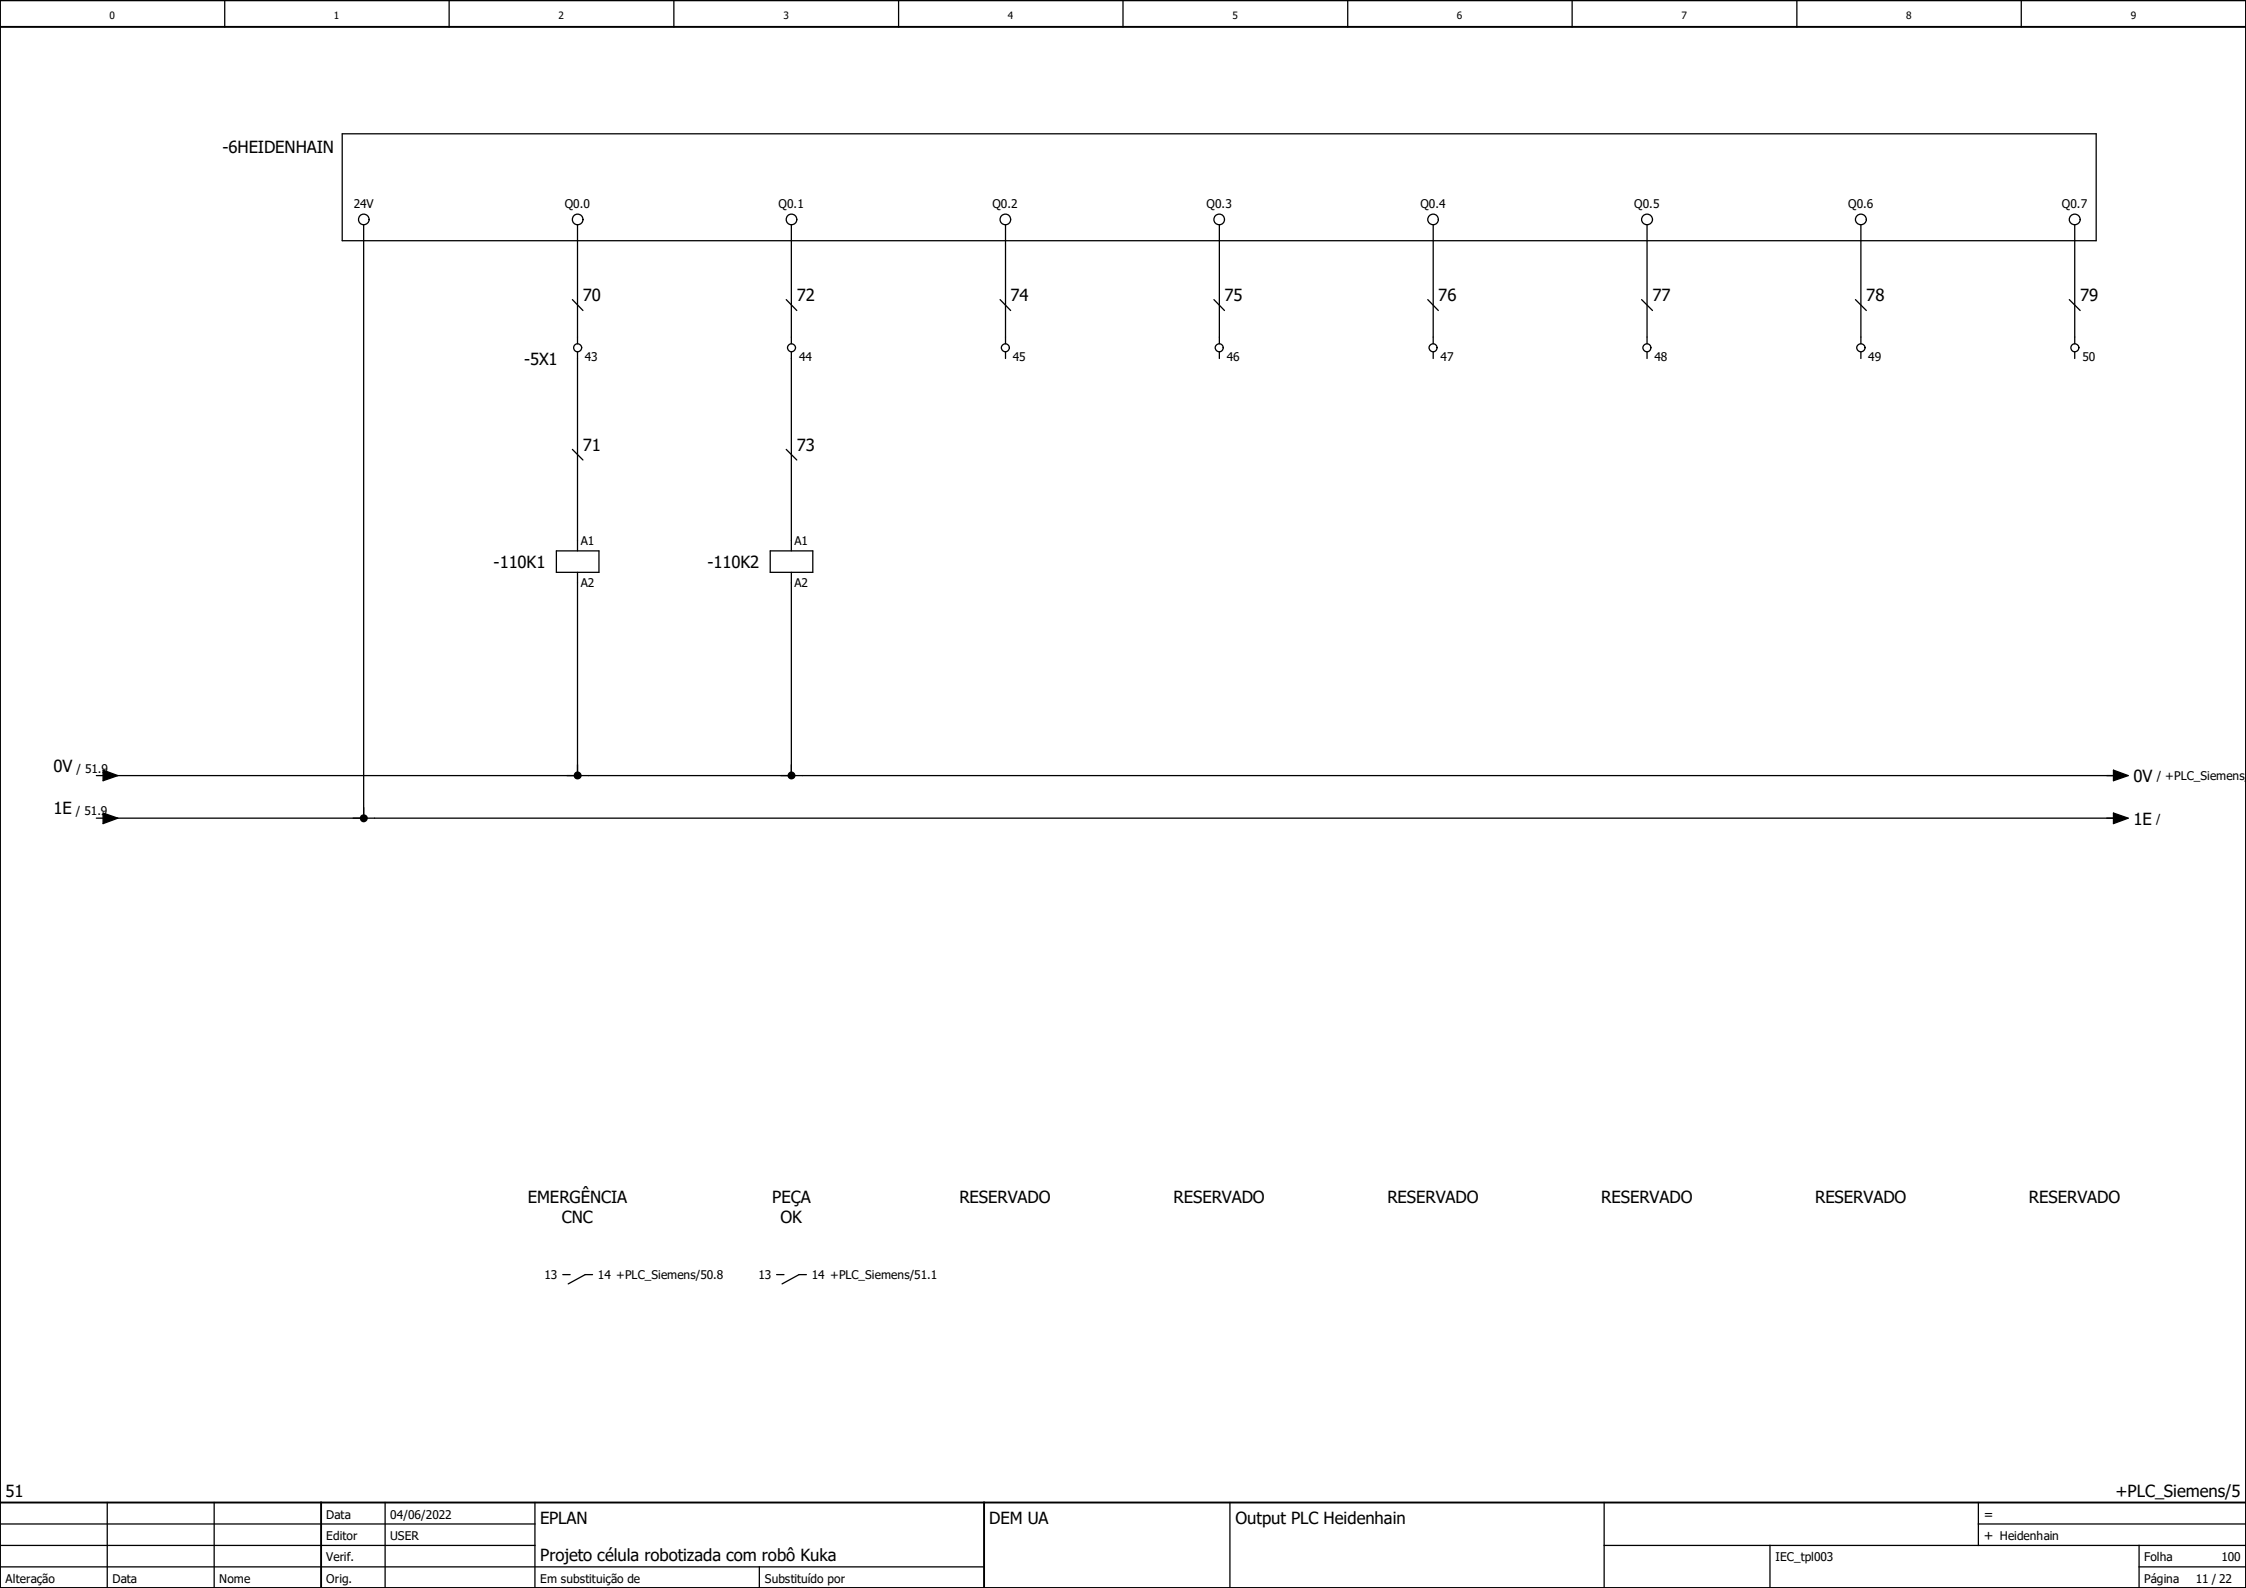 0 1 2 3 4 5 6 7 8 9
-6HEIDENHAIN
24V Q0.0 Q0.1 Q0.2 Q0.3 Q0.4 Q0.5 Q0.6 Q0.7
70 72 74 75 76 77 78 79
-5X1 43 44 45 46 47 48 49 50
71 73
A1 A1
-110K1 -110K2
A2 A2
0V / 51.9 0V / +PLC_Siemens
1E / 51.9 1E /
EMERGÊNCIA PEÇA RESERVADO RESERVADO RESERVADO RESERVADO RESERVADO RESERVADO
CNC OK
13 14 +PLC_Siemens/50.8 13 14 +PLC_Siemens/51.1
51 +PLC_Siemens/5
Data 04/06/2022 EPLAN DEM UA Output PLC Heidenhain =
Editor USER + Heidenhain
Verif. Projeto célula robotizada com robô Kuka IEC_tpl003 Folha 100
Alteração Data Nome Orig. Em substituição de Substituído por Página 11 / 22